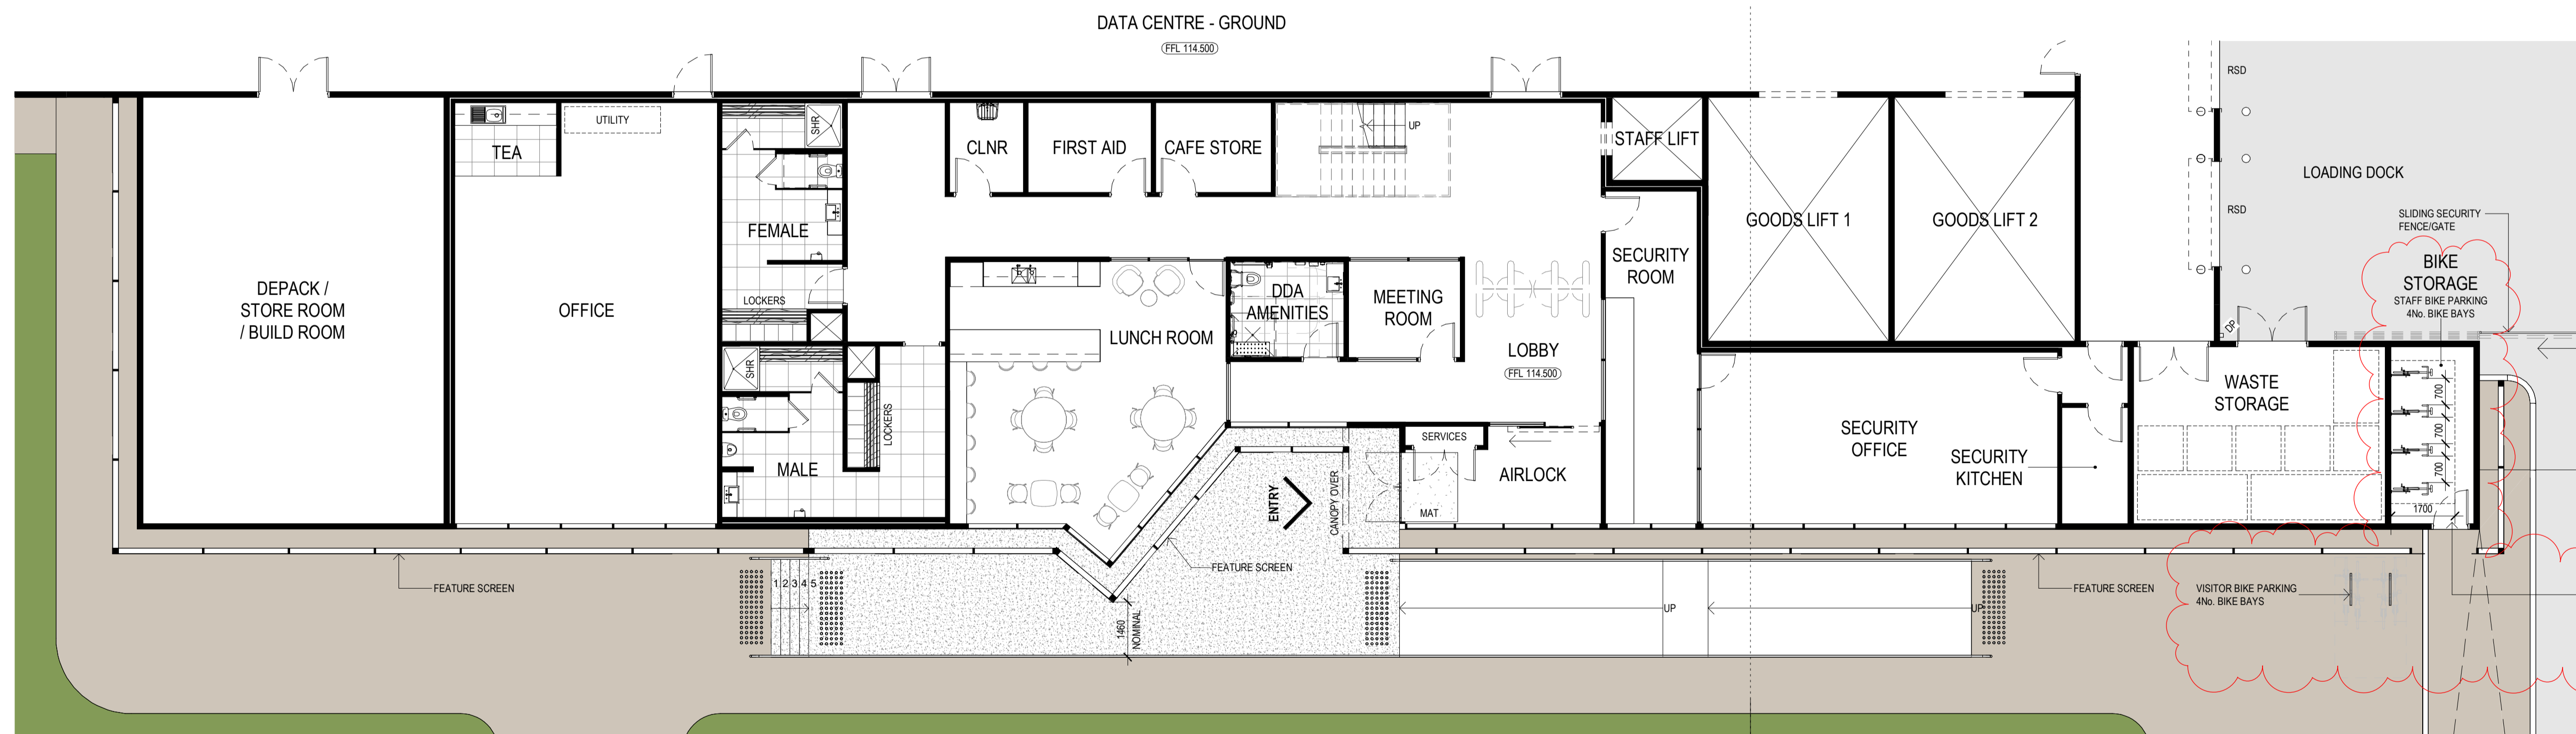 DATA CENTRE - GROUND
FFL 114.500
RSD
UTILITY
SHR
UP
TEA
CLNR
FIRST AID
CAFE STORE
STAFF LIFT
LOADING DOCK
RSD
SLIDING SECURITY
FENCE/GATE
GOODS LIFT 1
GOODS LIFT 2
FEMALE
SECURITY
ROOM
BIKE
STORAGE
STAFF BIKE PARKING
4No. BIKE BAYS
DEPACK /
STORE ROOM
/ BUILD ROOM
OFFICE
LOCKERS
DDA
AMENITIES
MEETING
ROOM
DP
LUNCH ROOM
LOBBY
FFL 114.500
SHR
WASTE
STORAGE
700
700
700
LOCKERS
SERVICES
SECURITY
OFFICE
SECURITY
KITCHEN
MALE
AIRLOCK
ENTRY
CANOPY OVER
MAT
1700
FEATURE SCREEN
1 2 3 4 5
FEATURE SCREEN
FEATURE SCREEN
VISITOR BIKE PARKING
4No. BIKE BAYS
UP
UP
1460
NOMINAL